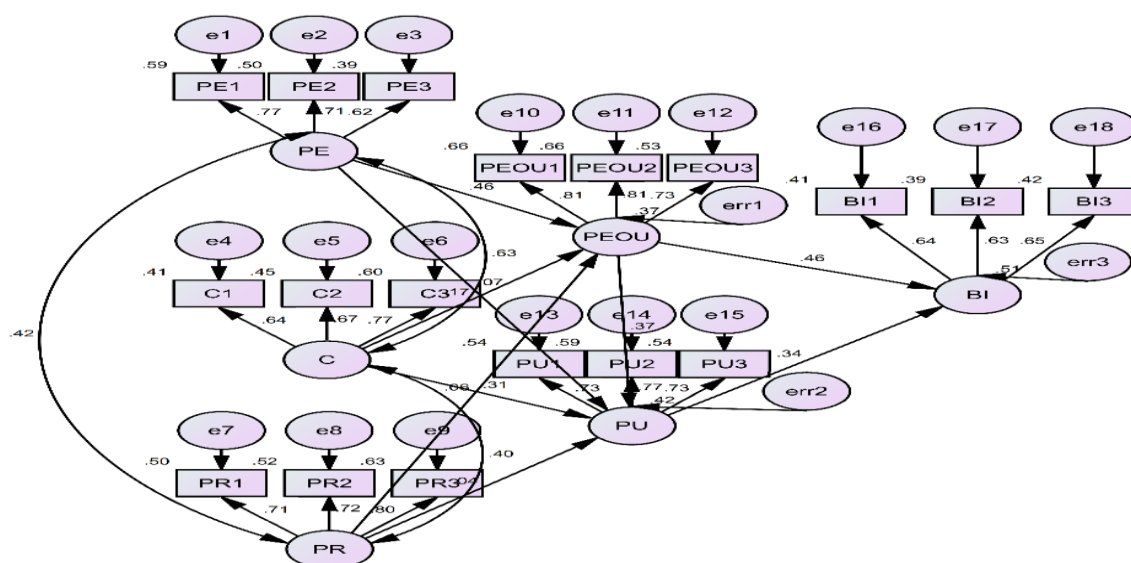 e1 e2 e3
.59 .50 .39
PE1 PE2 PE3
.77 .71 .62
PE
e10 e11 e12
.66 .66 .53
PEOU1 PEOU2 PEOU3
.81 .81 .73
.46
.37 err1
PEOU
e16 e17 e18
.41 .39 .42
BI1 BI2 BI3
.64 .63 .65
.46
.51 err3
BI
e4 e5 e6
.63
.41 .45 .60
C1 C2 C3 .17 .07
.64 .67 .77
C
.42
e13 e14 e15
.37
.54 .59 .54
PU1 PU2 PU3
.34
.06 .31 .73 .77 .73
.42 err2
PU
e7 e8 e9
.40
.50 .52 .63
PR1 PR2 PR3 .04
.71 .72 .80
PR